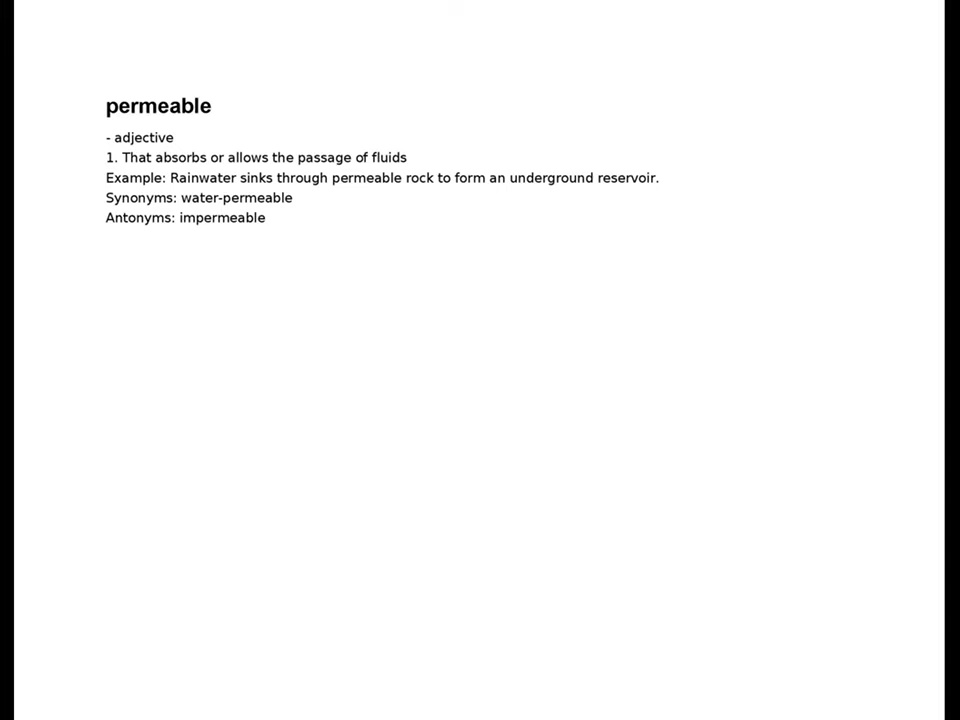 permeable
- adjective
1. That absorbs or allows the passage of fluids
Example: Rainwater sinks through permeable rock to form an underground reservoir.
Synonyms: water-permeable
Antonyms: impermeable